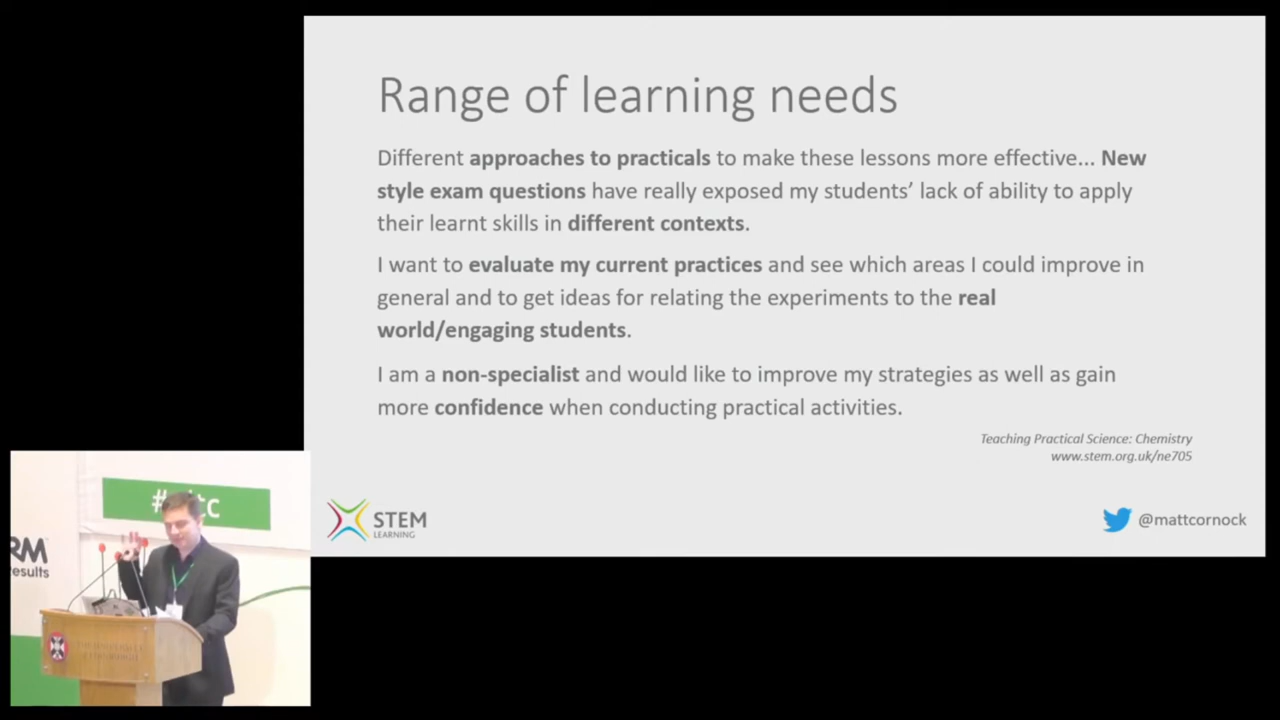 Range of learning needs
Different approaches to practicals to make these lessons more effective... New
style exam questions have really exposed my students’ lack of ability to apply
their learnt skills in different contexts.
I want to evaluate my current practices and see which areas I could improve in
general and to get ideas for relating the experiments to the real
world/engaging students.
I am a non-specialist and would like to improve my strategies as well as gain
more confidence when conducting practical activities.
Teaching Practical Science: Chemistry
www.stem.org.uk/ne705
STEM
LEARNING
@mattcornock